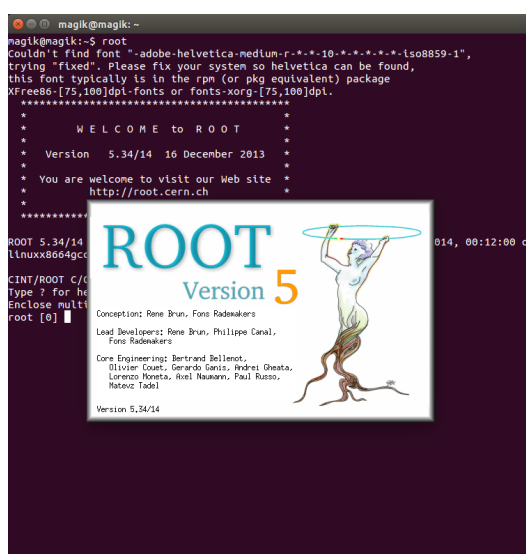 magik@magik: ~
magik@magik:~$ root
Couldn't find font "-adobe-helvetica-medium-r-*-*-10-*-*-*-*-*-iso8859-1",
trying "fixed". Please fix your system so helvetica can be found,
this font typically is in the rpm (or pkg equivalent) package
XFree86-[75,100]dpi-fonts or fonts-xorg-[75,100]dpi.
*******************************************
*                                         *
*        W E L C O M E  to  R O O T       *
*                                         *
*   Version   5.34/14  16 December 2013   *
*                                         *
*  You are welcome to visit our Web site  *
*          http://root.cern.ch            *
*
***********
ROOT 5.34/14 014, 00:12:00 o
linuxx8664gcc
CINT/ROOT C/C
Type ? for he
Enclose multi
root [0]
ROOT
Version 5
Conception: Rene Brun, Fons Rademakers
Lead Developers: Rene Brun, Philippe Canal,
Fons Rademakers
Core Engineering: Bertrand Bellenot,
Olivier Couet, Gerardo Ganis, Andrei Gheata,
Lorenzo Moneta, Axel Naumann, Paul Russo,
Matevz Tadel
Version 5.34/14